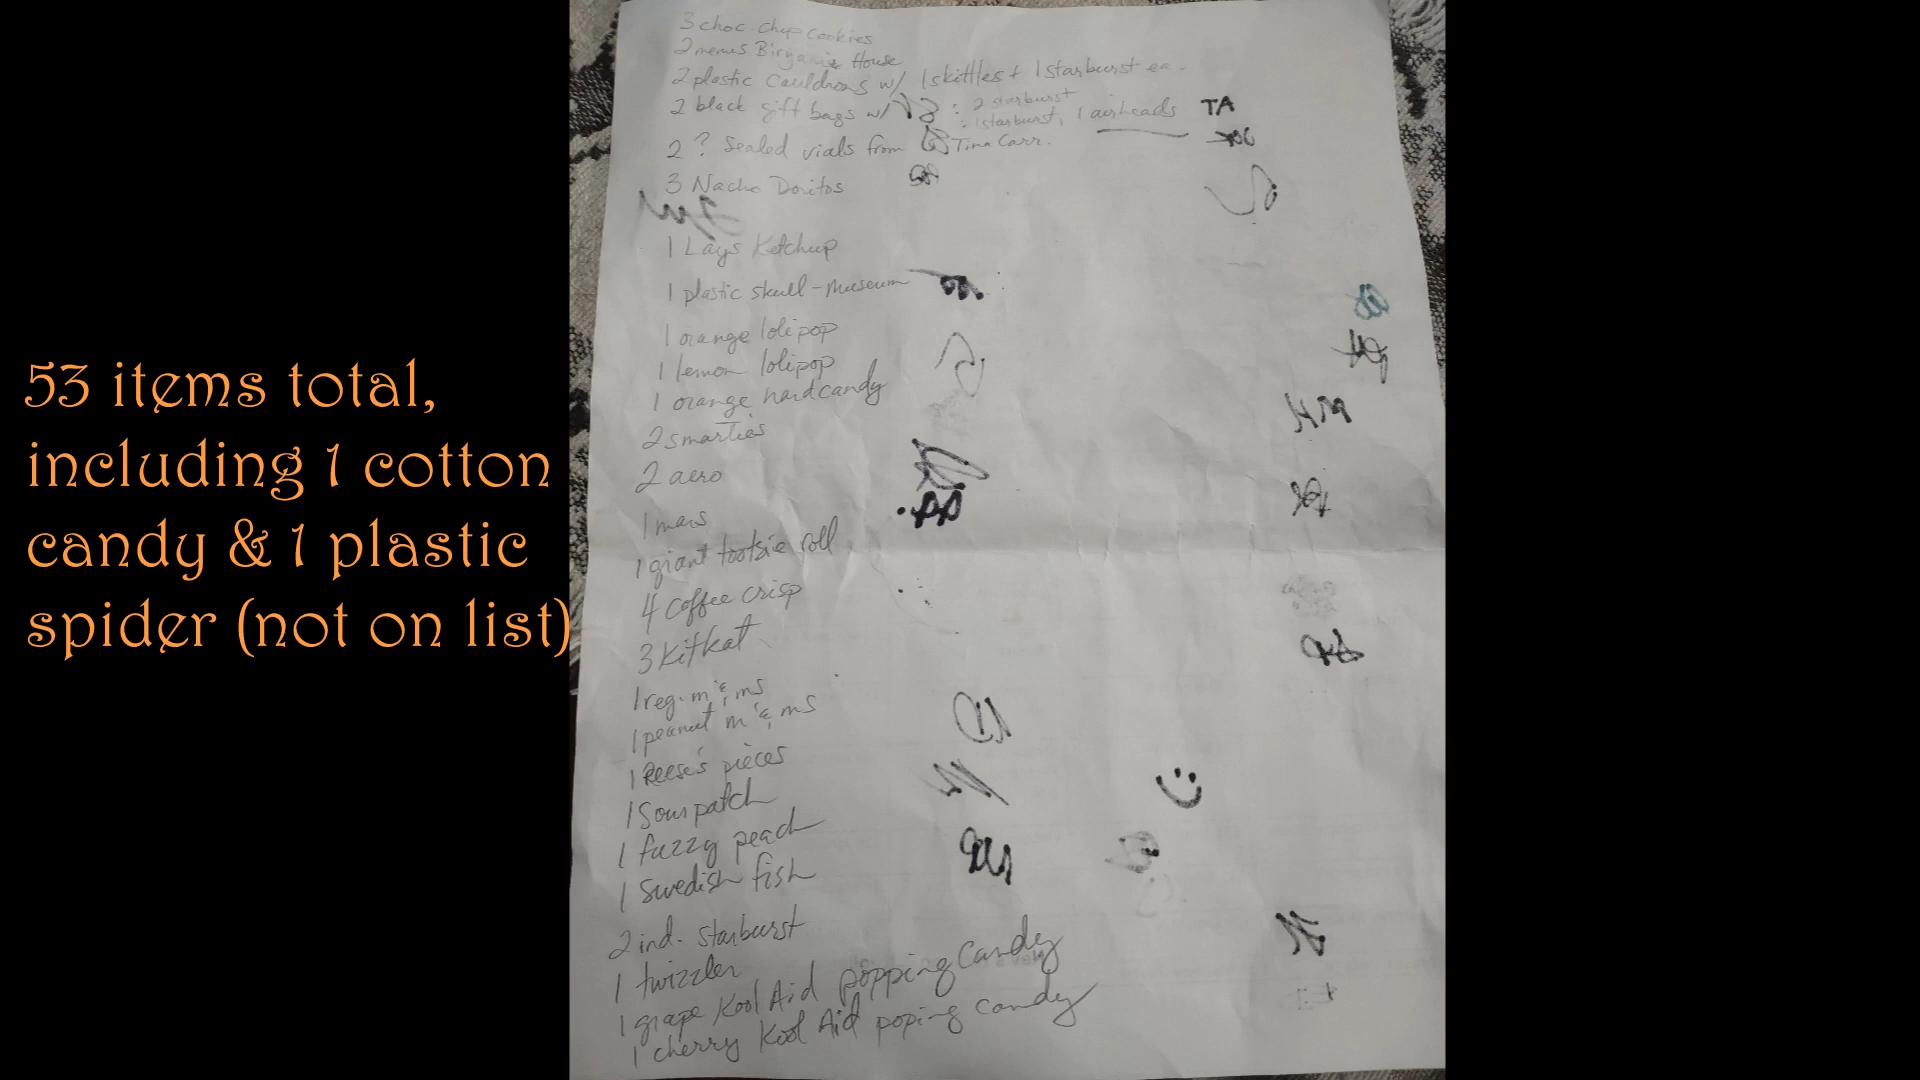 53 items total,
including 1 cotton
candy & 1 plastic
spider (not on list)
3 choc. chip cookies
2 menus Biryani House
2 plastic cauldrons w/ 1 skittles + 1 starburst ea.
2 black gift bags w/ : 2 starburst
: 1 starburst, 1 airheads
TA
2 ? Sealed vials from Tina Carr.
3 Nacho Doritos
1 Lays Ketchup
1 plastic skull - museum
1 orange lolipop
1 lemon lolipop
1 orange hard candy
2 smarties
2 aero
1 mars
1 giant tootsie roll
4 coffee crisp
3 Kitkat
1 reg. m & ms
1 peanut m & ms
1 Reese's pieces
1 Sour patch
1 fuzzy peach
1 Swedish fish
2 ind. starburst
1 twizzler
1 grape Kool Aid popping candy
1 cherry Kool Aid poping candy